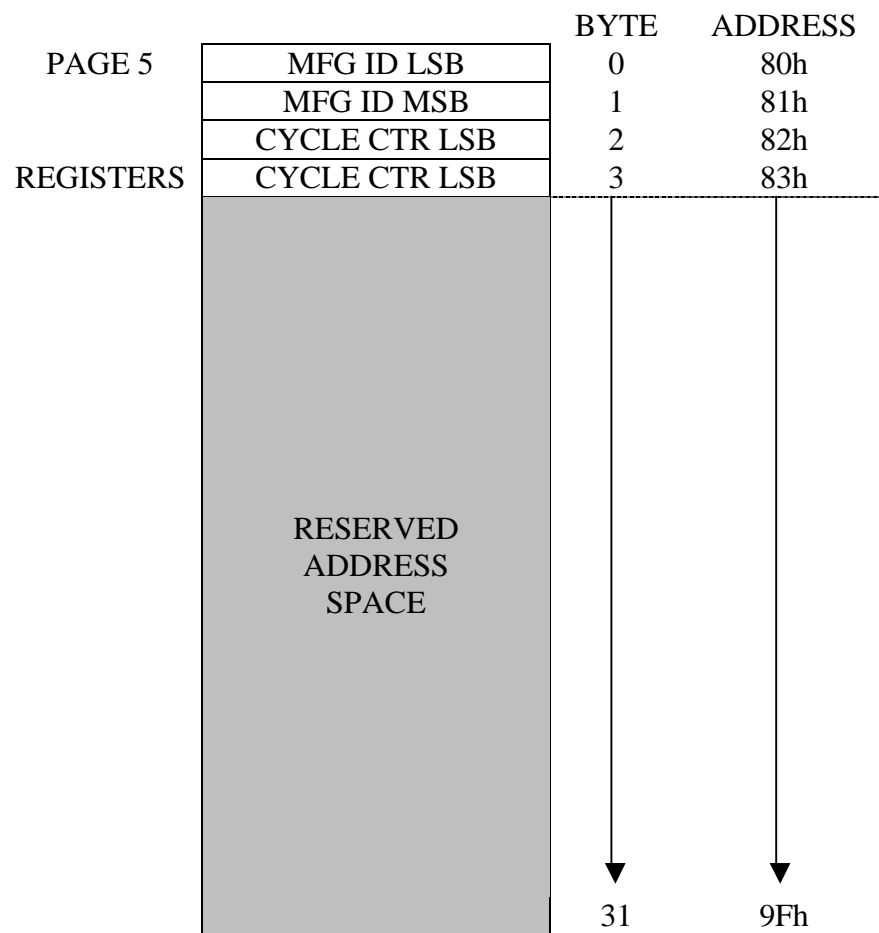 BYTE ADDRESS
PAGE 5 MFG ID LSB 0 80h
MFG ID MSB 1 81h
CYCLE CTR LSB 2 82h
REGISTERS CYCLE CTR LSB 3 83h
RESERVED
ADDRESS
SPACE
31 9Fh